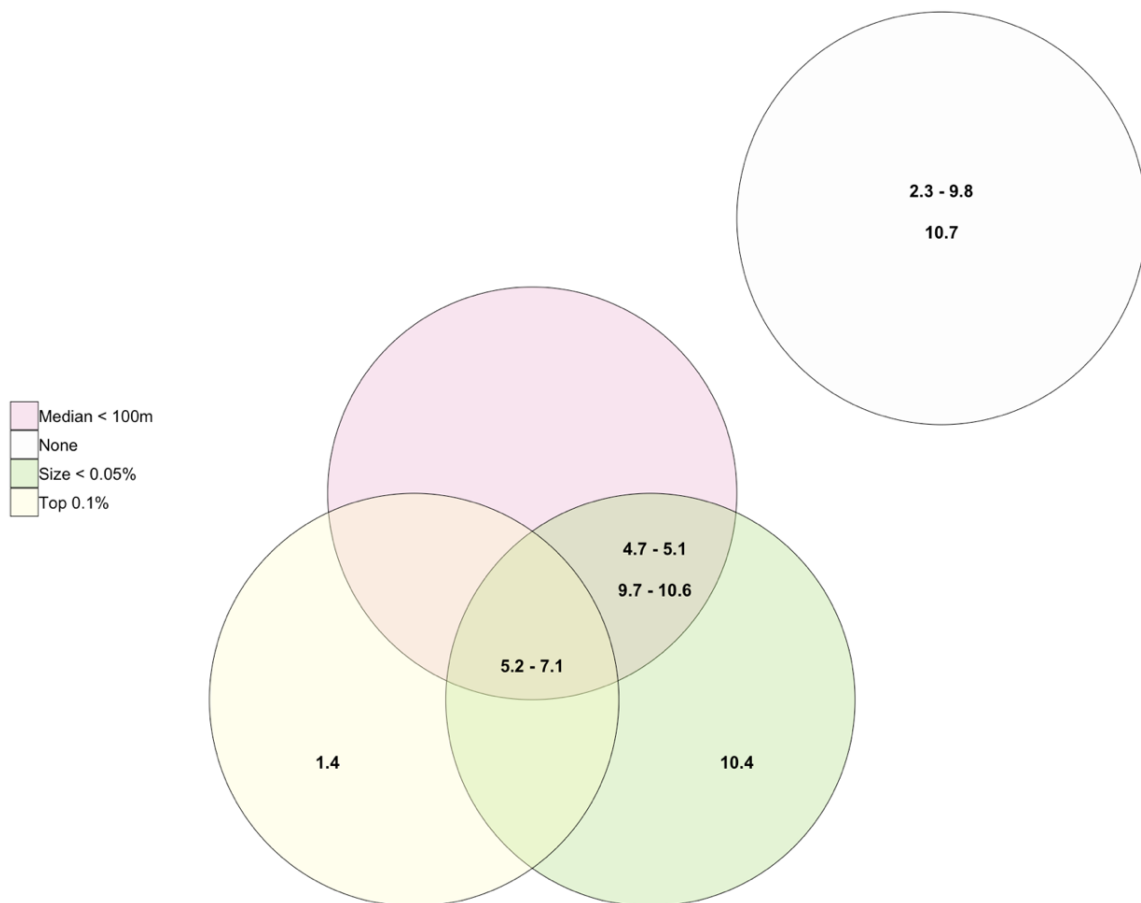 2.3 - 9.8
10.7
Median < 100m
None
Size < 0.05%
Top 0.1%
4.7 - 5.1
9.7 - 10.6
5.2 - 7.1
1.4
10.4